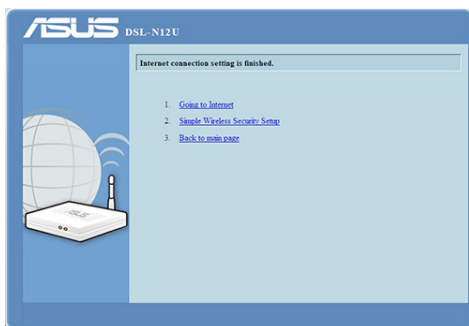 ASUS DSL-N12U
Internet connection setting is finished.
1. Going to Internet
2. Simple Wireless Security Setup
3. Back to main page
ASUS